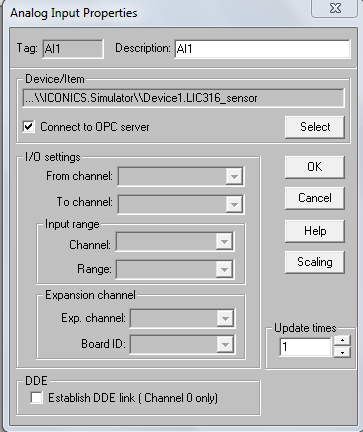 Analog Input Properties
Tag: AI1 Description: AI1
Device/Item
...\\ICONICS.Simulator\\Device1.LIC316_sensor
Connect to OPC server Select
I/O settings
From channel: OK
To channel: Cancel
Input range
Channel: Help
Range: Scaling
Expansion channel
Exp. channel: Update times
Board ID: 1
DDE
Establish DDE link ( Channel 0 only)